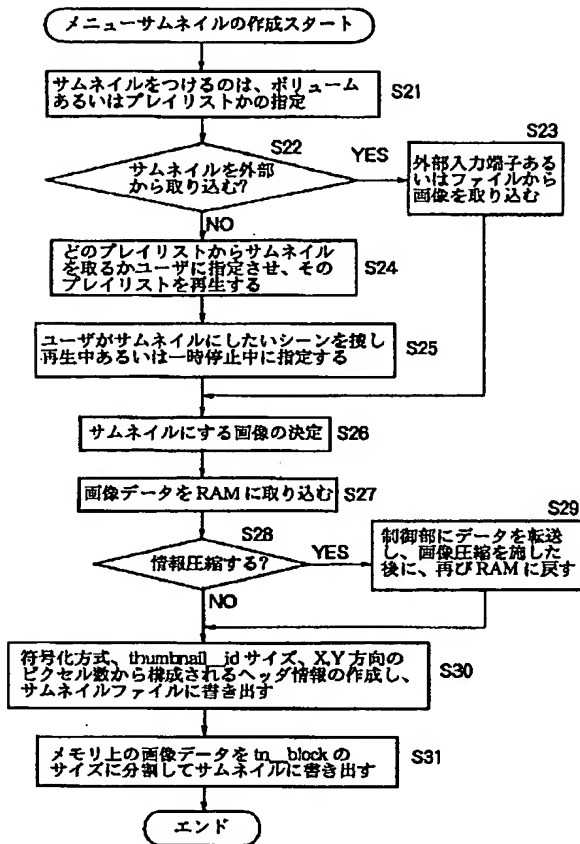 メニューサムネイルの作成スタート
サムネイルをつけるのは、ボリューム
あるいはプレイリストかの指定
S21
S22
サムネイルを外部
から取り込む?
YES
S23
外部入力端子ある
いはファイルから
画像を取り込む
NO
どのプレイリストからサムネイル
を取るかユーザに指定させ、その
プレイリストを再生する
S24
ユーザがサムネイルにしたいシーンを捜し
再生中あるいは一時停止中に指定する
S25
サムネイルにする画像の決定
S26
画像データをRAMに取り込む
S27
S28
情報圧縮する?
YES
S29
制御部にデータを転送
し、画像圧縮を施した
後に、再びRAMに戻す
NO
符号化方式、thumbnail_idサイズ、X,Y方向の
ピクセル数から構成されるヘッダ情報の作成し、
サムネイルファイルに書き出す
S30
メモリ上の画像データをtn_blockの
サイズに分割してサムネイルに書き出す
S31
エンド